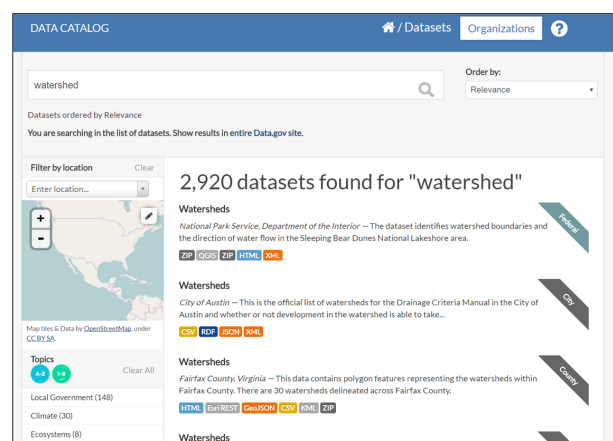 DATA CATALOG
/ Datasets
Organizations
?
watershed
Order by:
Relevance
Datasets ordered by Relevance
You are searching in the list of datasets. Show results in entire Data.gov site.
Filter by location
Clear
Enter location...
+
-
Map tiles & Data by OpenStreetMap, under
CC BY SA.
Topics
A-Z
1-9
Clear All
Local Government (148)
Climate (30)
Ecosystems (8)
2,920 datasets found for "watershed"
Watersheds
Federal
National Park Service, Department of the Interior — The dataset identifies watershed boundaries and
the direction of water flow in the Sleeping Bear Dunes National Lakeshore area.
ZIP QGIS ZIP HTML XML
Watersheds
City
City of Austin — This is the official list of watersheds for the Drainage Criteria Manual in the City of
Austin and whether or not development in the watershed is able to take...
CSV RDF JSON XML
Watersheds
County
Fairfax County, Virginia — This data contains polygon features representing the watersheds within
Fairfax County. There are 30 watersheds delineated across Fairfax County.
HTML Esri REST GeoJSON CSV KML ZIP
Watersheds